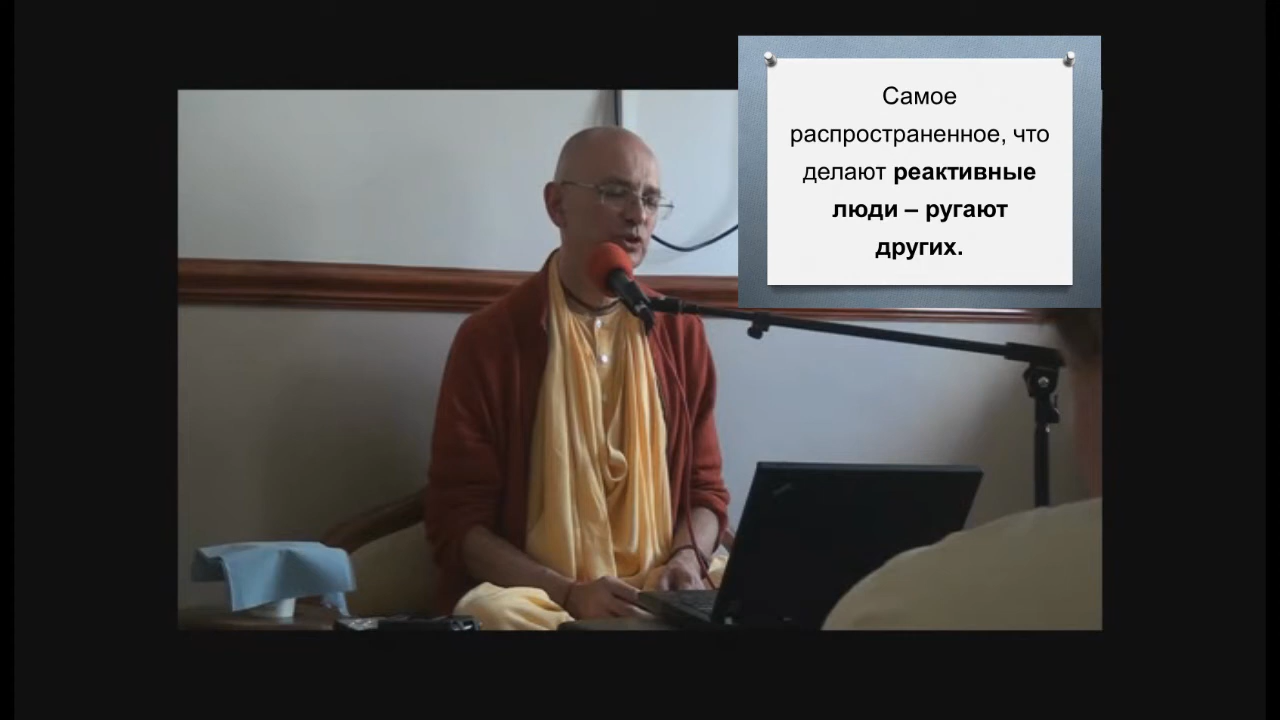 Самое
распространенное, что
делают реактивные
люди – ругают
других.